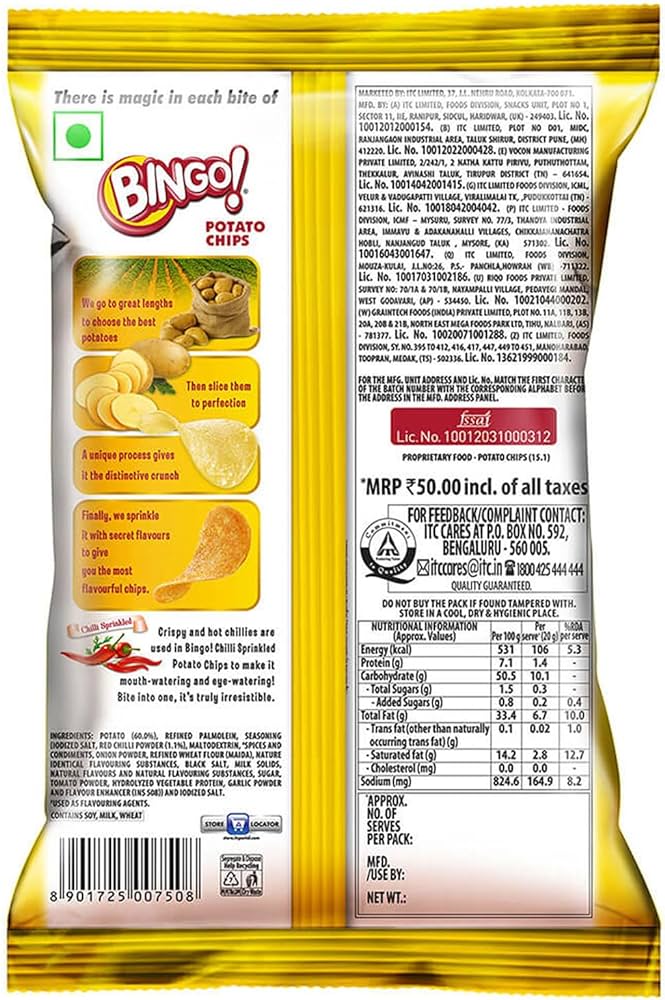 There is magic in each bite of
BINGO!
POTATO
CHIPS
We go to great lengths
to choose the best
potatoes
Then slice them
to perfection
A unique process gives
it the distinctive crunch
Finally, we sprinkle
it with secret flavours
to give
you the most
flavourful chips.
Chilli Sprinkled
Crispy and hot chillies are
used in Bingo! Chilli Sprinkled
Potato Chips to make it
mouth-watering and eye-watering!
Bite into one, it's truly irresistible.
INGREDIENTS: POTATO (60.0%), REFINED PALMOLEIN, SEASONING
(IODIZED SALT, RED CHILLI POWDER (1.1%), MALTODEXTRIN, *SPICES AND
CONDIMENTS, ONION POWDER, REFINED WHEAT FLOUR (MAIDA), NATURE
IDENTICAL FLAVOURING SUBSTANCES, BLACK SALT, MILK SOLIDS,
NATURAL FLAVOURS AND NATURAL FLAVOURING SUBSTANCES, SUGAR,
TOMATO POWDER, HYDROLYZED VEGETABLE PROTEIN, GARLIC POWDER
AND FLAVOUR ENHANCER (INS 508)) AND IODIZED SALT.
*USED AS FLAVOURING AGENTS.
CONTAINS SOY, MILK, WHEAT
STORE LOCATOR
Segregate & Dispose
Help Recycling
8 901725 007508
MARKETED BY: ITC LIMITED, 37, J.L. NEHRU ROAD, KOLKATA-700 071.
MFD. BY: (A) ITC LIMITED, FOODS DIVISION, SNACKS UNIT, PLOT NO 1,
SECTOR 11, IIE, RANIPUR, SIDCUL, HARIDWAR, (UK) - 249403. Lic. No.
10012012000154. (B) ITC LIMITED, PLOT NO D01, MIDC,
RANJANGAON INDUSTRIAL AREA, TALUK SHIRUR, DISTRICT PUNE, (MH)
412220. Lic. No. 10012022000428. (E) VOCON MANUFACTURING
PRIVATE LIMITED, 2/242/1, 2 NATHA KATTU PIRIVU, PUTHUTHOTTAM,
THEKKALUR, AVINASHI TALUK, TIRUPUR DISTRICT (TN) - 641654.
Lic. No. 10014042001415. (G) ITC LIMITED FOODS DIVISION, ICML,
VELUR & VADUGAPATTI VILLAGE, VIRALIMALAI TK, ,PUDUKKOTTAI (TN) -
621316. Lic. No. 10018042004042. (P) ITC LIMITED - FOODS
DIVISION, ICMF - MYSURU, SURVEY NO. 77/3, THANDYA INDUSTRIAL
AREA, IMMAVU & ADAKANAHALLI VILLAGES, CHIKKAIAHANACHATRA
HOBLI, NANJANGUD TALUK , MYSORE, (KA) 571302. Lic. No.
10016043001647. (Q) ITC LIMITED, FOODS DIVISION,
MOUZA-KULAI, J.L.NO:26, P.S.- PANCHLA,HOWRAH (WB) -711322.
Lic. No. 10017031002186. (U) RIQO FOODS PRIVATE LIMITED,
SURVEY NO: 70/1A & 70/1B, NAYAMPALLI VILLAGE, PEDAVEGI MANDAL,
WEST GODAVARI, (AP) - 534450. Lic. No. 10021044000202.
(W) GRAINTECH FOODS (INDIA) PRIVATE LIMITED, PLOT NO. 11A, 11B, 13B,
20A, 20B & 21B, NORTH EAST MEGA FOODS PARK LTD, TIHU, NALBARI, (AS)
- 781377. Lic. No. 10020071001288. (Z) ITC LIMITED, FOODS
DIVISION, SY.NO. 395 TO 412, 416, 417, 447, 449 TO 451, MANOHARABAD,
TOOPRAN, MEDAK, (TS) - 502336. Lic. No. 13621999000184.
FOR THE MFG. UNIT ADDRESS AND Lic. No. MATCH THE FIRST CHARACTE
OF THE BATCH NUMBER WITH THE CORRESPONDING ALPHABET BEFOR
THE ADDRESS IN THE MFD. ADDRESS PANEL.
fssai
Lic. No. 10012031000312
PROPRIETARY FOOD - POTATO CHIPS (15.1)
*MRP ₹50.00 incl. of all taxes
Commitment to Quality
FOR FEEDBACK/COMPLAINT CONTACT:
ITC CARES AT P.O. BOX NO. 592,
BENGALURU - 560 005.
itccares@itc.in 1800 425 444 444
QUALITY GUARANTEED.
DO NOT BUY THE PACK IF FOUND TAMPERED WITH.
STORE IN A COOL, DRY & HYGIENIC PLACE.
NUTRITIONAL INFORMATION
(Approx. Values) Per 100 g Per serve*(20 g) %RDA per serve
Energy (kcal) 531 106 5.3
Protein (g) 7.1 1.4 -
Carbohydrate (g) 50.5 10.1 -
- Total Sugars (g) 1.5 0.3 -
- Added Sugars (g) 0.8 0.2 0.4
Total Fat (g) 33.4 6.7 10.0
- Trans fat (other than naturally 0.1 0.02 1.0
occurring trans fat) (g)
- Saturated fat (g) 14.2 2.8 12.7
- Cholesterol (mg) 0.0 0.0 -
Sodium (mg) 824.6 164.9 8.2
*APPROX.
NO. OF
SERVES
PER PACK:
MFD.
/USE BY:
NET WT.: